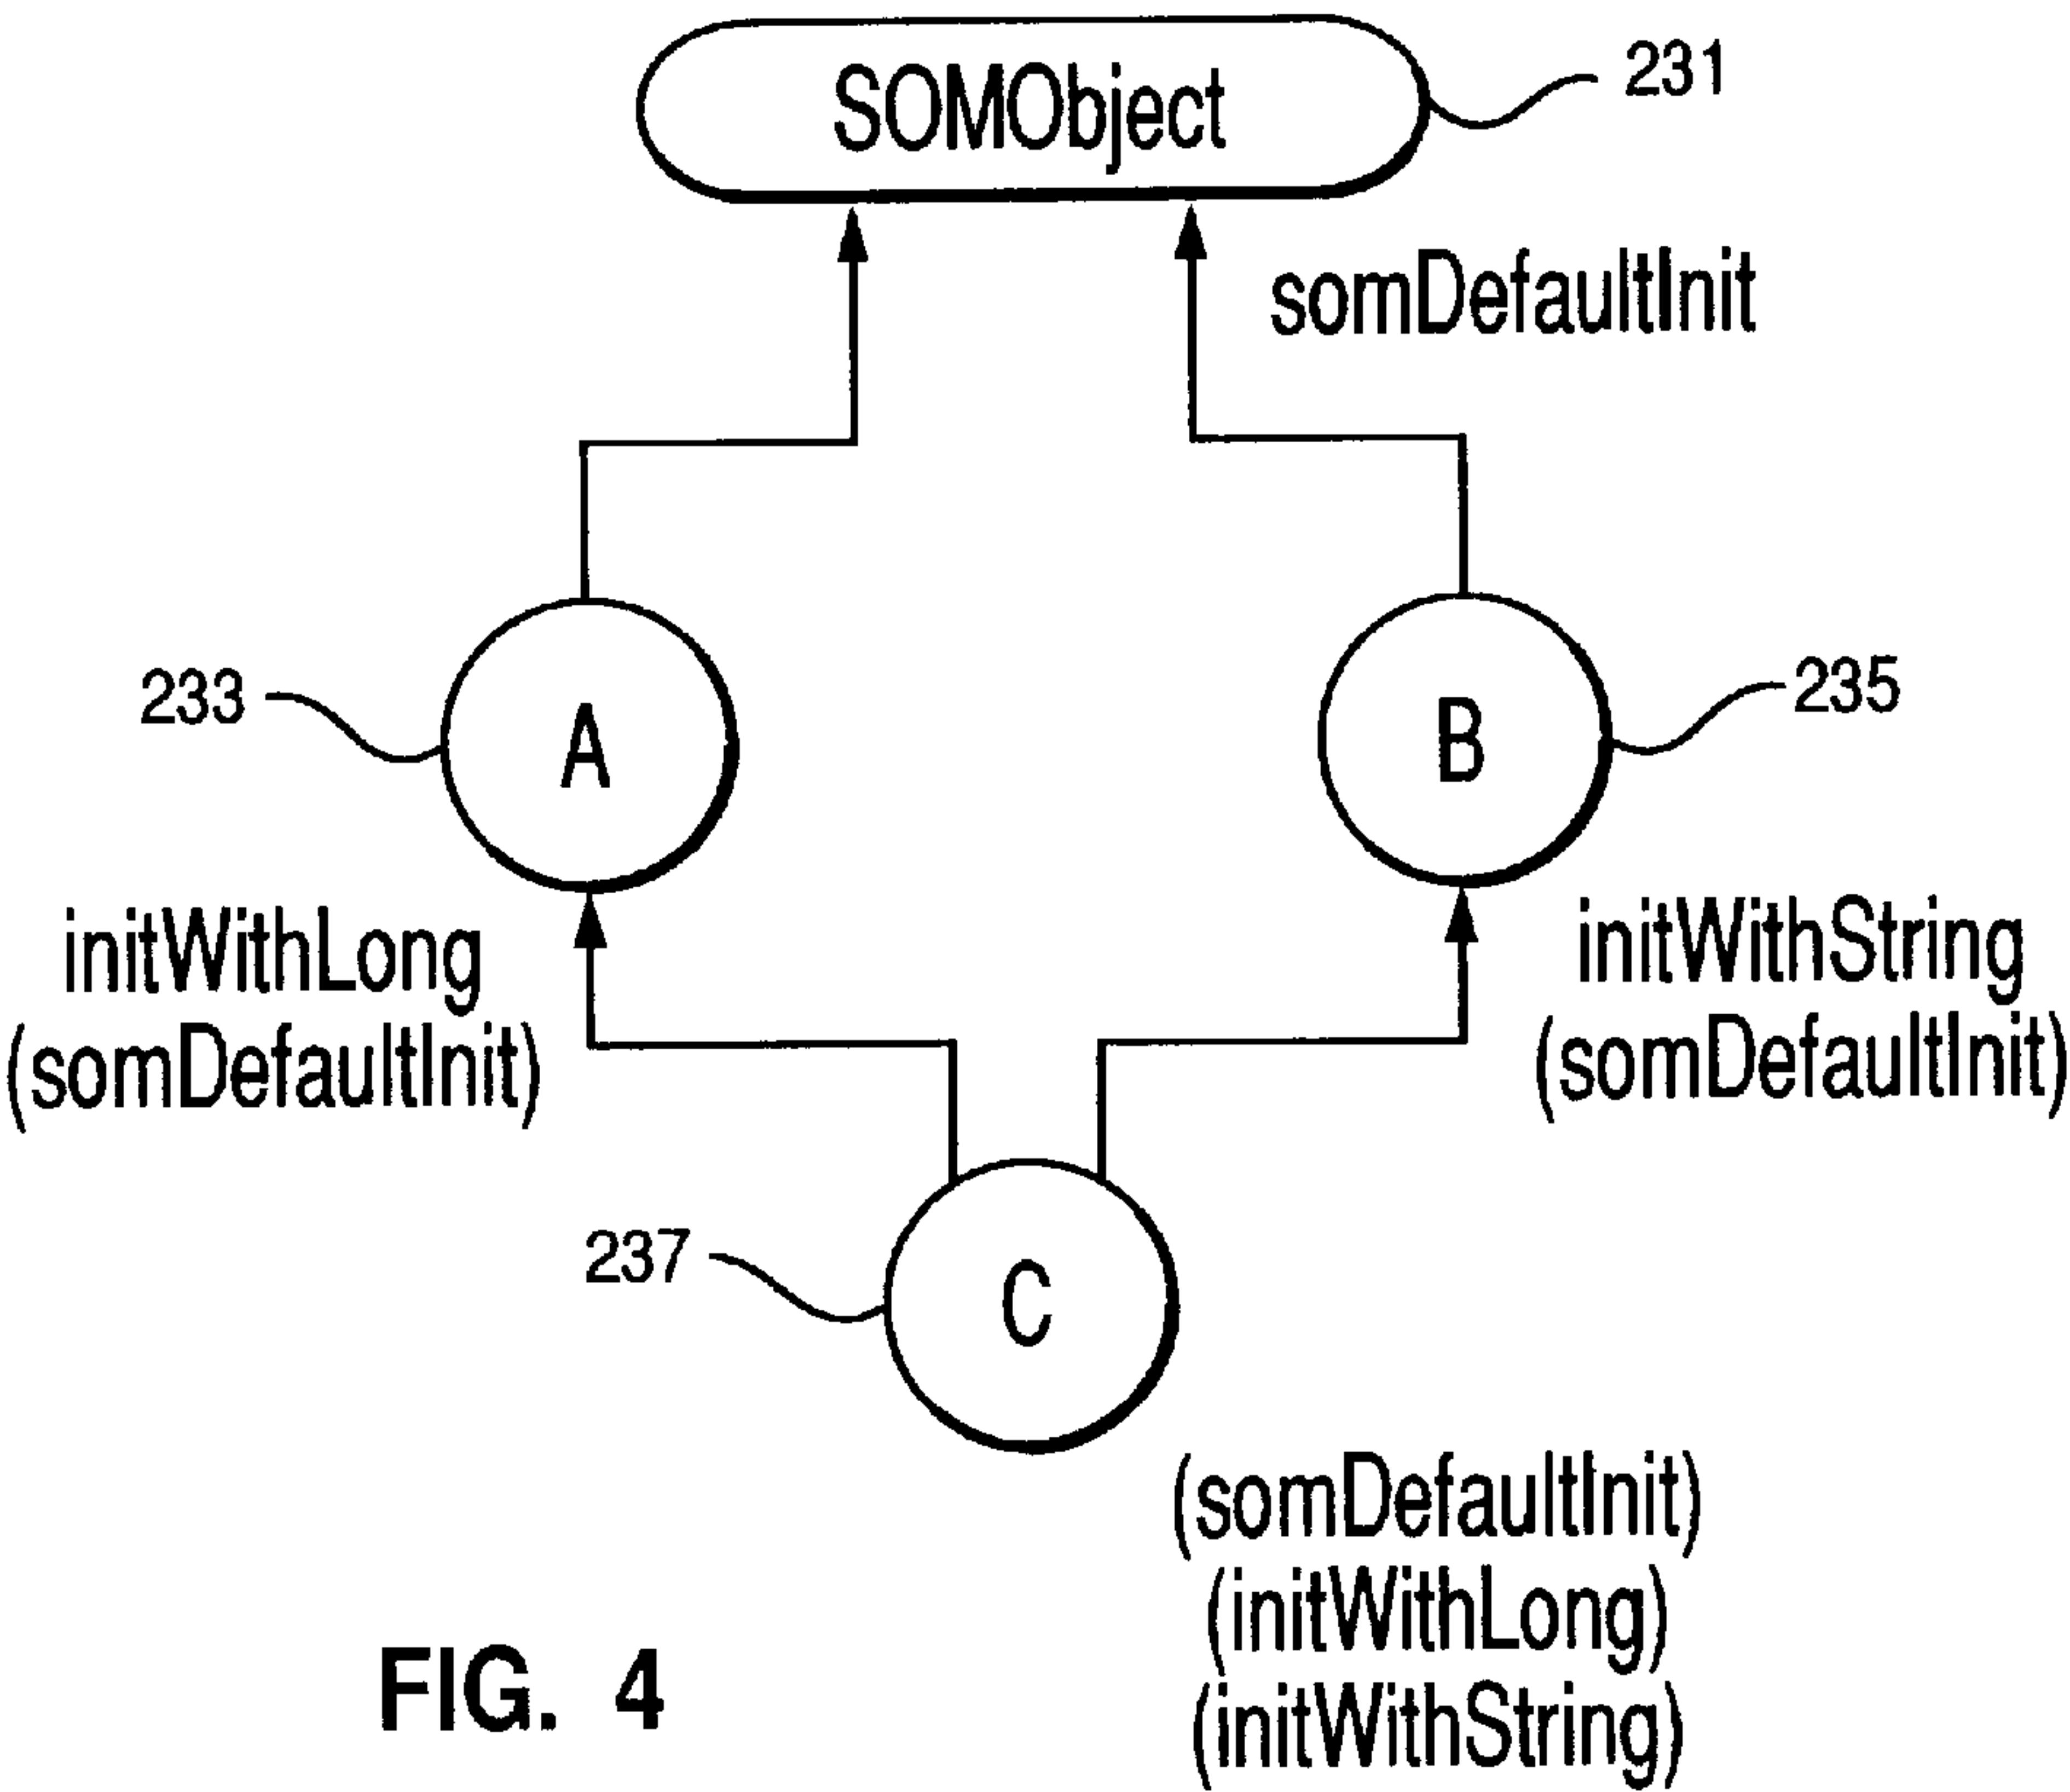 SOMObject
231
somDefaultInit
233
A
B
235
initWithLong
(somDefaultInit)
initWithString
(somDefaultInit)
237
C
(somDefaultInit)
(initWithLong)
(initWithString)
FIG. 4